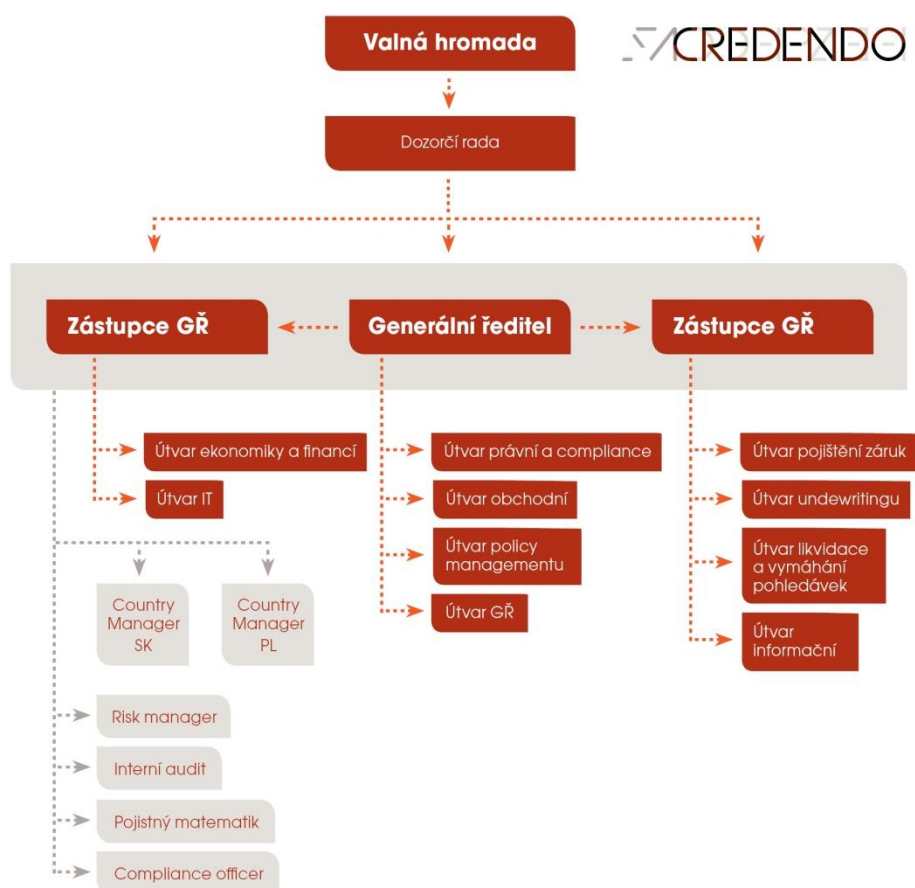 Valná hromada
CREDENDO
Dozorčí rada
Zástupce GŘ
Generální ředitel
Zástupce GŘ
Útvar ekonomiky a financí
Útvar IT
Útvar právní a compliance
Útvar obchodní
Útvar policy
managementu
Útvar GŘ
Útvar pojištění záruk
Útvar undewritingu
Útvar likvidace
a vymáhání
pohledávek
Útvar
informační
Country
Manager
SK
Country
Manager
PL
Risk manager
Interní audit
Pojistný matematik
Compliance officer